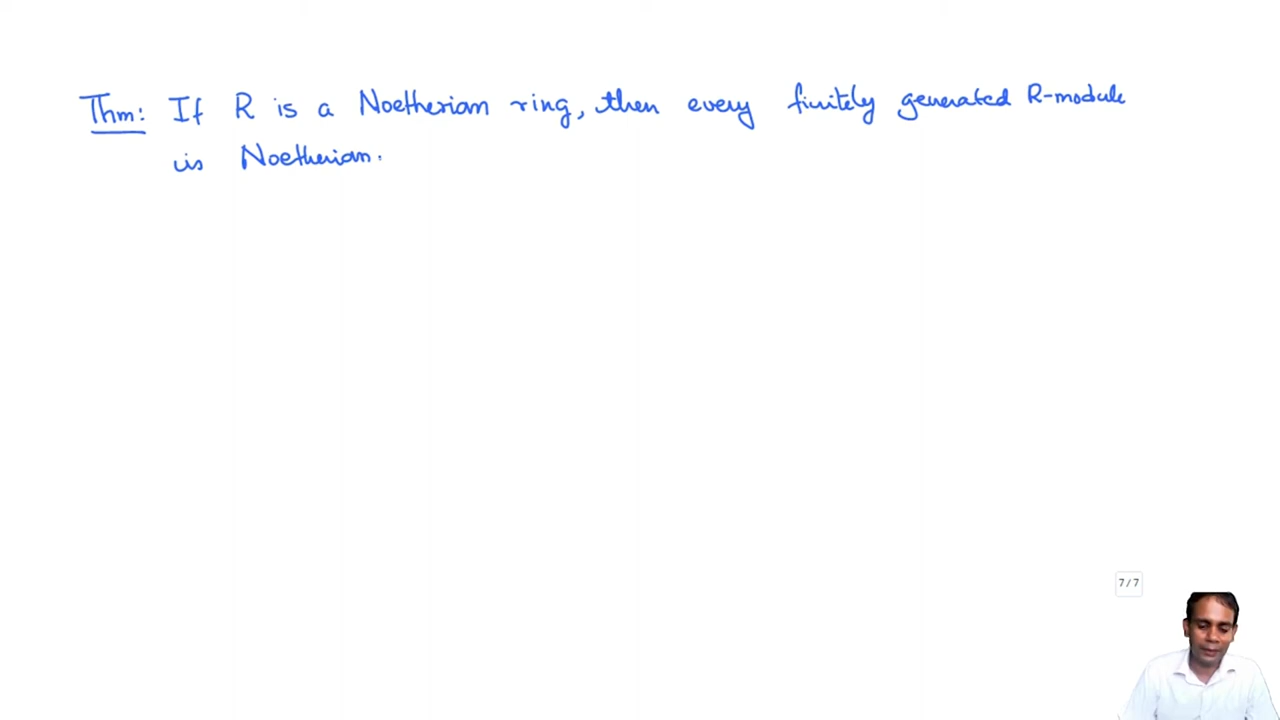 Thm: If R is a Noetherian ring, then every finitely generated R-module
is Noetherian.
7/7